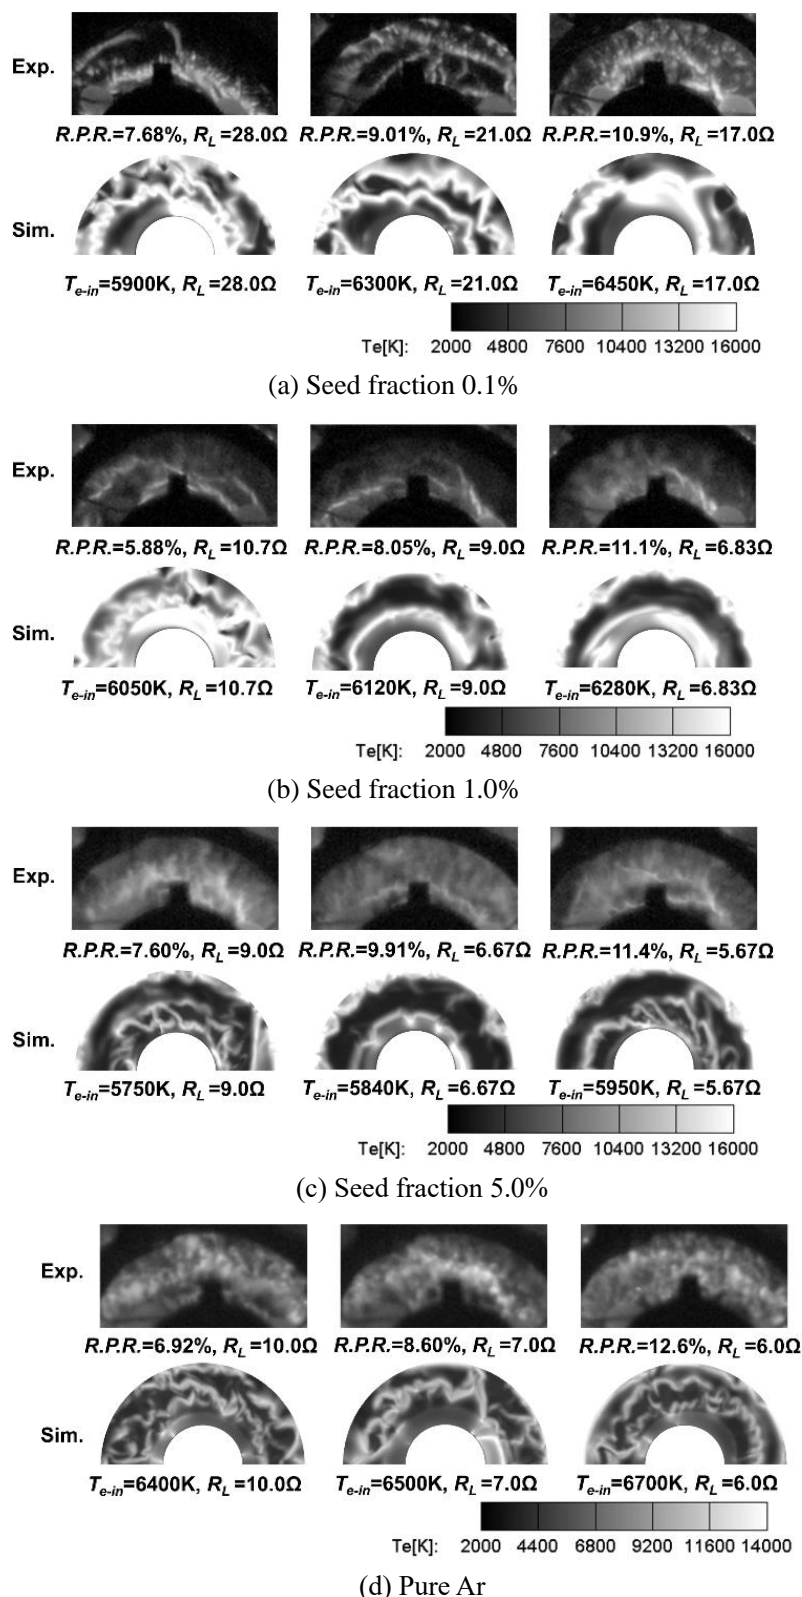 Exp.
R.P.R.=7.68%, R_L=28.0Ω R.P.R.=9.01%, R_L=21.0Ω R.P.R.=10.9%, R_L=17.0Ω
Sim.
T_e-in=5900K, R_L=28.0Ω T_e-in=6300K, R_L=21.0Ω T_e-in=6450K, R_L=17.0Ω
Te[K]: 2000 4800 7600 10400 13200 16000
(a) Seed fraction 0.1%
Exp.
R.P.R.=5.88%, R_L=10.7Ω R.P.R.=8.05%, R_L=9.0Ω R.P.R.=11.1%, R_L=6.83Ω
Sim.
T_e-in=6050K, R_L=10.7Ω T_e-in=6120K, R_L=9.0Ω T_e-in=6280K, R_L=6.83Ω
Te[K]: 2000 4800 7600 10400 13200 16000
(b) Seed fraction 1.0%
Exp.
R.P.R.=7.60%, R_L=9.0Ω R.P.R.=9.91%, R_L=6.67Ω R.P.R.=11.4%, R_L=5.67Ω
Sim.
T_e-in=5750K, R_L=9.0Ω T_e-in=5840K, R_L=6.67Ω T_e-in=5950K, R_L=5.67Ω
Te[K]: 2000 4800 7600 10400 13200 16000
(c) Seed fraction 5.0%
Exp.
R.P.R.=6.92%, R_L=10.0Ω R.P.R.=8.60%, R_L=7.0Ω R.P.R.=12.6%, R_L=6.0Ω
Sim.
T_e-in=6400K, R_L=10.0Ω T_e-in=6500K, R_L=7.0Ω T_e-in=6700K, R_L=6.0Ω
Te[K]: 2000 4400 6800 9200 11600 14000
(d) Pure Ar